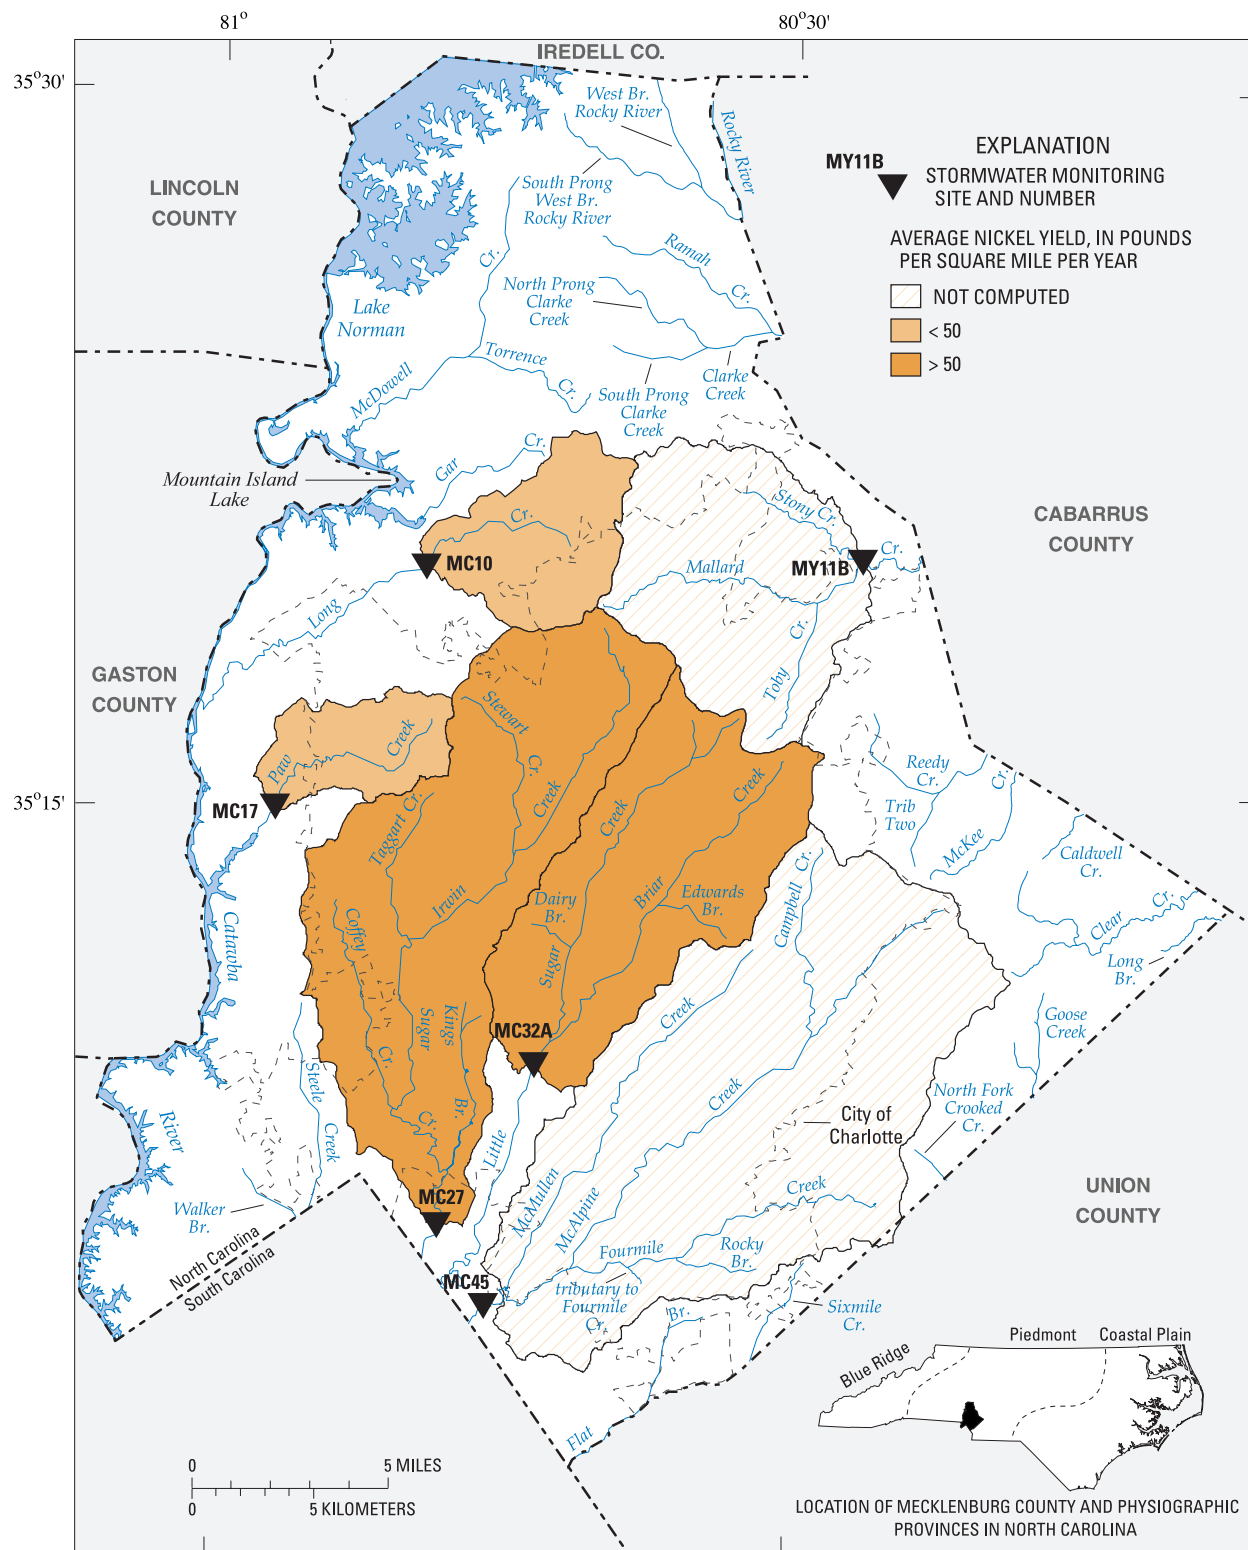 81°
80°30'
IREDELL CO.
35°30'
West Br.
Rocky River
Rocky River
EXPLANATION
MY11B
STORMWATER MONITORING
SITE AND NUMBER
LINCOLN
COUNTY
South Prong
West Br.
Rocky River
AVERAGE NICKEL YIELD, IN POUNDS
PER SQUARE MILE PER YEAR
NOT COMPUTED
< 50
> 50
Ramah
Cr.
Cr.
North Prong
Clarke
Creek
Lake
Norman
Torrence
Cr.
McDowell
South Prong
Clarke
Creek
Clarke
Creek
Gar
Cr.
Mountain Island
Lake
Stony Cr.
CABARRUS
COUNTY
Cr.
MC10
MY11B
Cr.
Mallard
Long
Cr.
Toby
GASTON
COUNTY
Stewart
Cr.
Creek
Paw
Creek
MC17
35°15'
Reedy
Cr.
Trib
Two
Cr.
McKee
Caldwell
Cr.
Taggart Cr.
Creek
Creek
Irwin
Dairy
Br.
Briar
Edwards
Br.
Campbell
Cr.
Clear
Cr.
Long
Br.
Catawba
Coffey
Cr.
Sugar
Sugar
Cr.
Kings
Br.
MC32A
Creek
Creek
Goose
Creek
Steele
Creek
North Fork
Crooked
Cr.
City of
Charlotte
River
Little
McMullen
McAlpine
Creek
UNION
COUNTY
Walker
Br.
MC27
North Carolina
South Carolina
Fourmile
Rocky
Br.
MC45
tributary to
Fourmile
Cr.
Br.
Sixmile
Cr.
Flat
Piedmont
Coastal Plain
Blue Ridge
0
5 MILES
0
5 KILOMETERS
LOCATION OF MECKLENBURG COUNTY AND PHYSIOGRAPHIC
PROVINCES IN NORTH CAROLINA